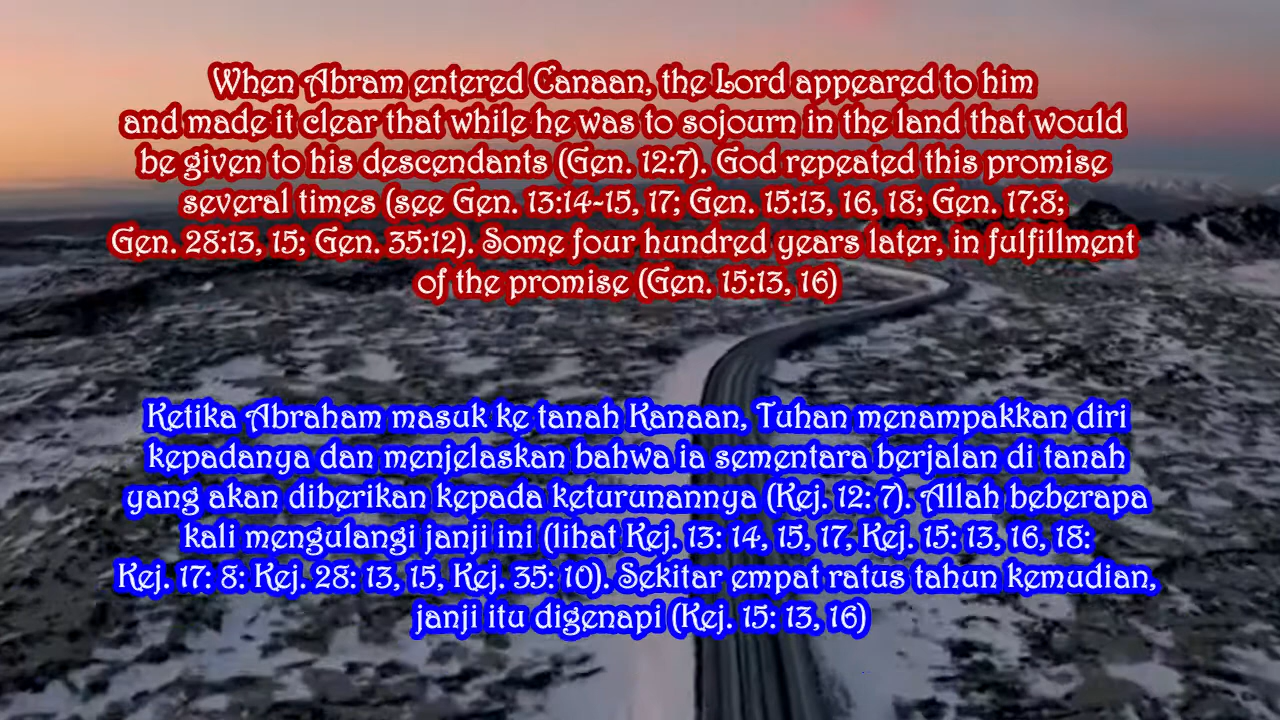 When Abram entered Canaan, the Lord appeared to him
and made it clear that while he was to sojourn in the land that would
be given to his descendants (Gen. 12:7). God repeated this promise
several times (see Gen. 13:14-15, 17; Gen. 15:13, 16, 18; Gen. 17:8;
Gen. 28:13, 15; Gen. 35:12). Some four hundred years later, in fulfillment
of the promise (Gen. 15:13, 16)
Ketika Abraham masuk ke tanah Kanaan, Tuhan menampakkan diri
kepadanya dan menjelaskan bahwa ia sementara berjalan di tanah
yang akan diberikan kepada keturunannya (Kej. 12: 7). Allah beberapa
kali mengulangi janji ini (lihat Kej. 13: 14, 15, 17, Kej. 15: 13, 16, 18:
Kej. 17: 8: Kej. 28: 13, 15, Kej. 35: 10). Sekitar empat ratus tahun kemudian,
janji itu digenapi (Kej. 15: 13, 16)